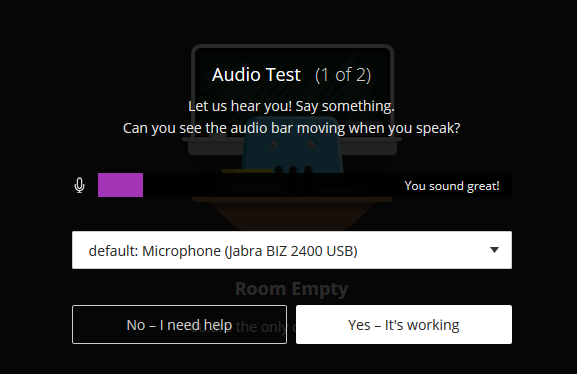 Audio Test (1 of 2)
Let us hear you! Say something.
Can you see the audio bar moving when you speak?
You sound great!
default: Microphone (Jabra BIZ 2400 USB)
Room Empty
No – I need help
the only
Yes – It's working